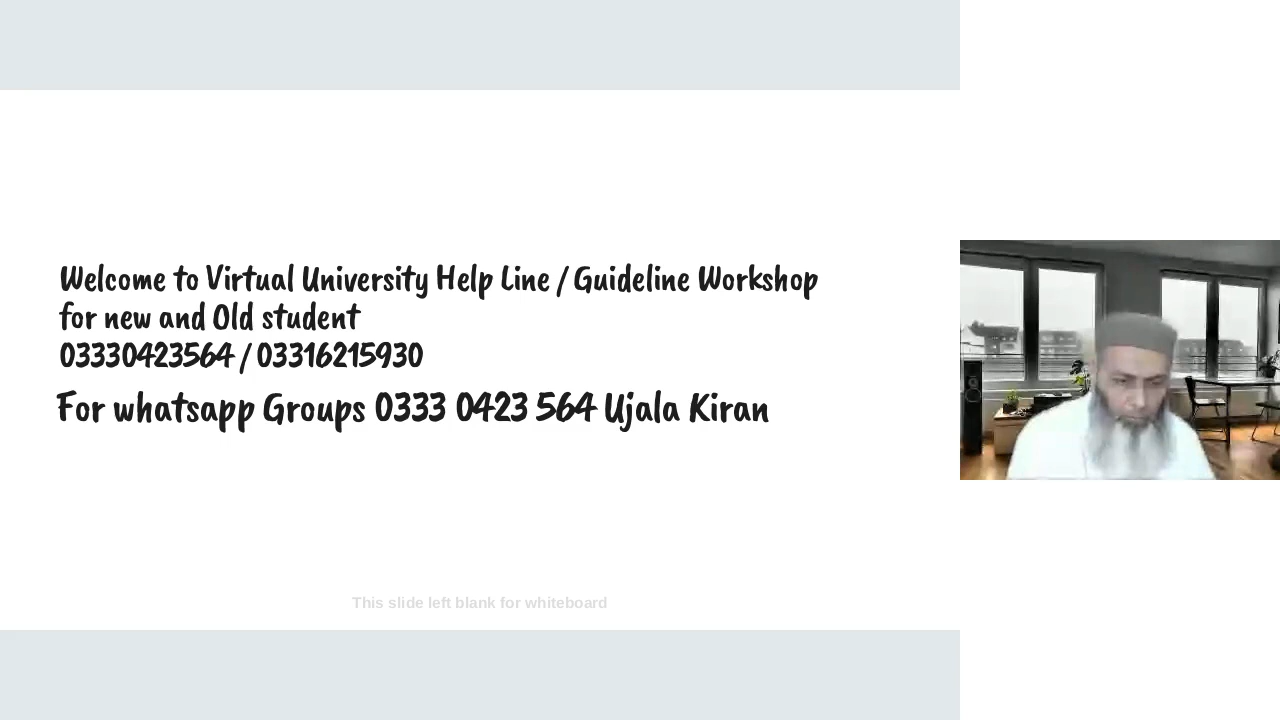 Welcome to Virtual University Help Line / Guideline Workshop
for new and Old student
03330423564 / 03316215930
For whatsapp Groups 0333 0423 564 Ujala Kiran
This slide left blank for whiteboard